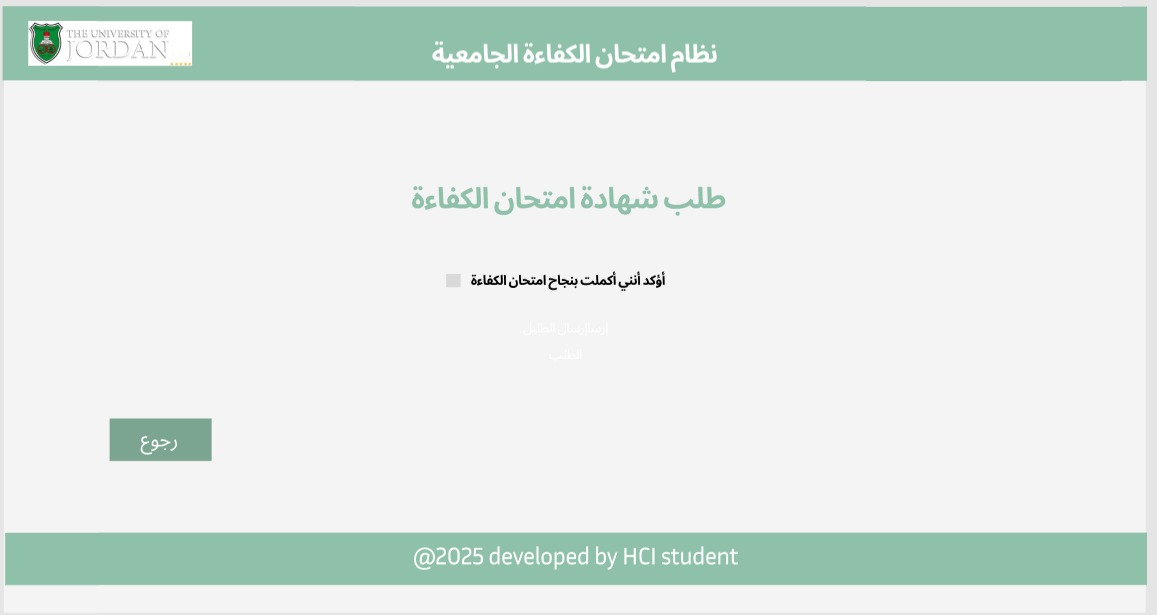 THE UNIVERSITY OF
JORDAN
نظام امتحان الكفاءة الجامعية
طلب شهادة امتحان الكفاءة
أؤكد أنني أكملت بنجاح امتحان الكفاءة
الطلب
رجوع
@2025 developed by HCI student